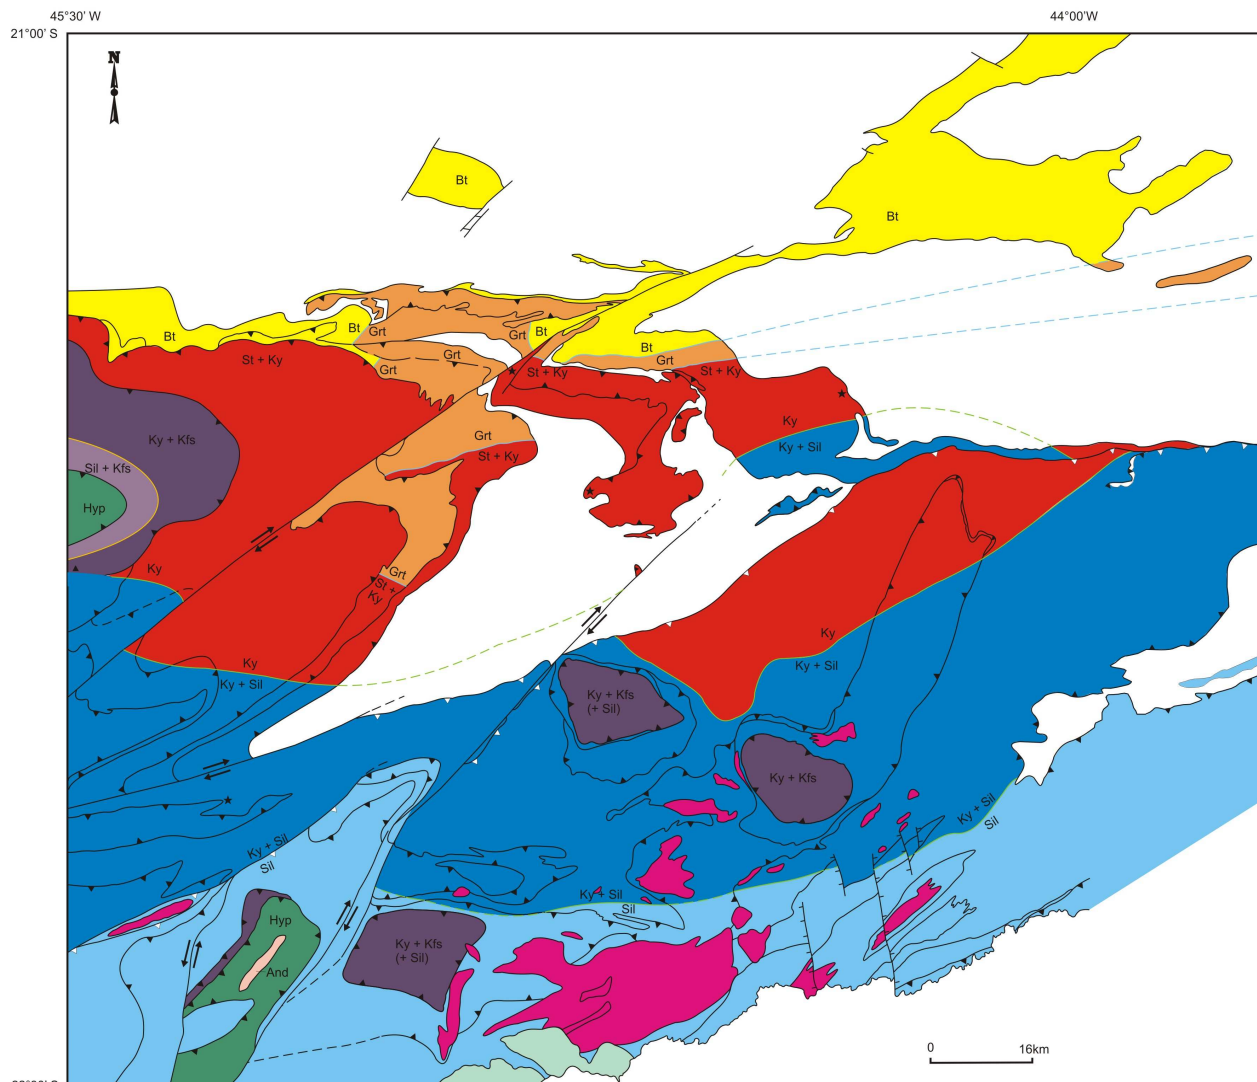 45°30' W
44°00'W
21°00' S
N
Bt
Bt
Bt
Bt
Grt
Grt
Bt
Bt
Grt
St + Ky
Grt
Grt
St + Ky
St + Ky
Ky
Ky + Sil
Ky + Kfs
Grt
St + Ky
Sil + Kfs
Hyp
Ky
Grt
St +
Ky
Ky
Ky + Sil
Ky
Ky + Sil
Ky + Kfs
(+ Sil)
Ky + Kfs
Ky + Sil
Sil
Ky + Sil
Sil
Ky + Sil
Sil
Hyp
And
Ky + Kfs
(+ Sil)
0
16km